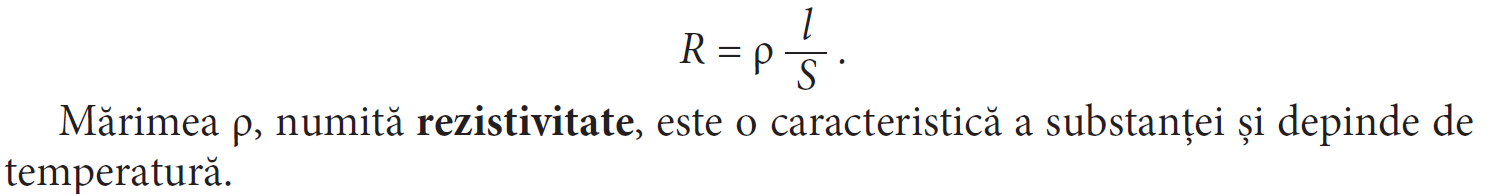 R = ρ l/S .
Mărimea ρ, numită rezistivitate, este o caracteristică a substanței și depinde de
temperatură.